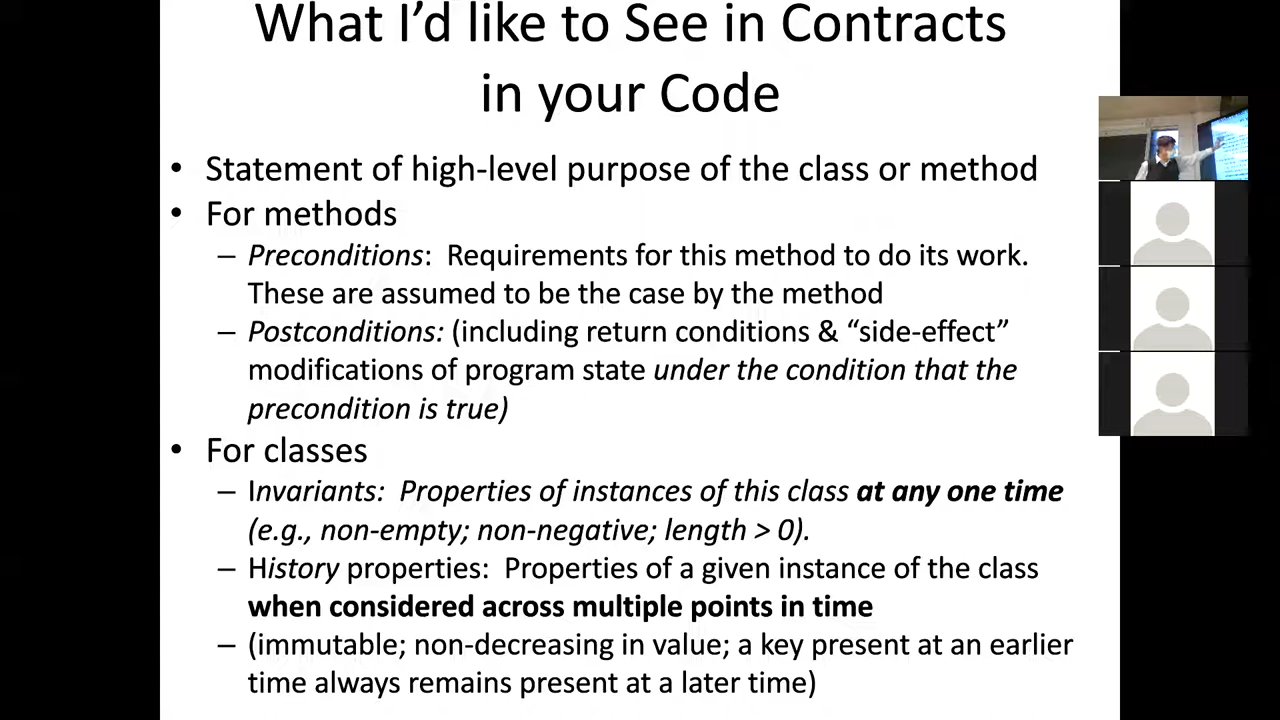 What I’d like to See in Contracts
in your Code
• Statement of high-level purpose of the class or method
• For methods
– Preconditions: Requirements for this method to do its work.
These are assumed to be the case by the method
– Postconditions: (including return conditions & “side-effect”
modifications of program state under the condition that the
precondition is true)
• For classes
– Invariants: Properties of instances of this class at any one time
(e.g., non-empty; non-negative; length > 0).
– History properties: Properties of a given instance of the class
when considered across multiple points in time
– (immutable; non-decreasing in value; a key present at an earlier
time always remains present at a later time)